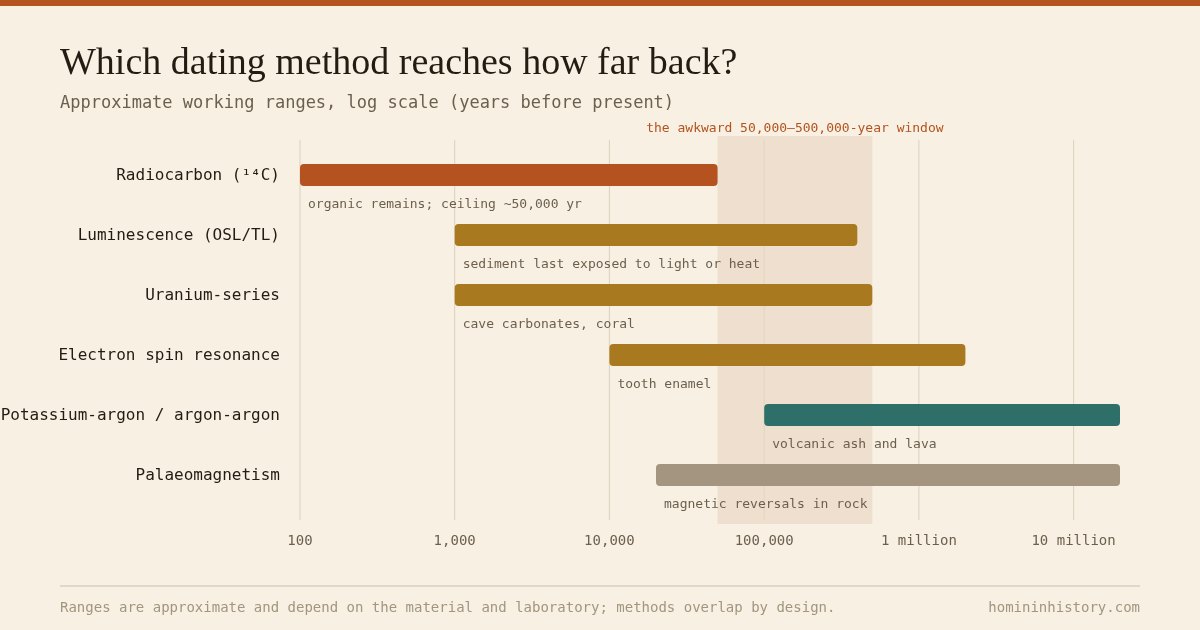 Which dating method reaches how far back?
Approximate working ranges, log scale (years before present)
the awkward 50,000–500,000-year window
Radiocarbon (¹⁴C)
organic remains; ceiling ~50,000 yr
Luminescence (OSL/TL)
sediment last exposed to light or heat
Uranium-series
cave carbonates, coral
Electron spin resonance
tooth enamel
Potassium-argon / argon-argon
volcanic ash and lava
Palaeomagnetism
magnetic reversals in rock
100 1,000 10,000 100,000 1 million 10 million
Ranges are approximate and depend on the material and laboratory; methods overlap by design. homininhistory.com